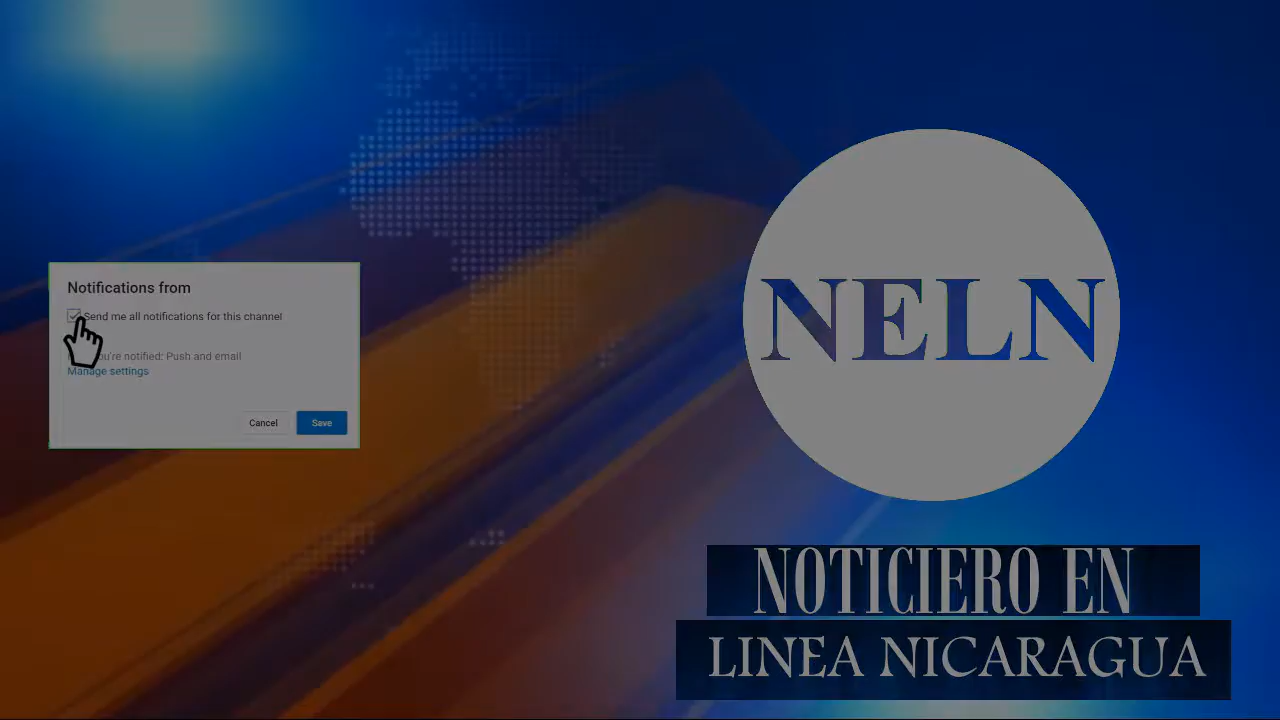 Notifications from
Send me all notifications for this channel
you're notified: Push and email
Manage settings
Cancel
Save
NELN
NOTICIERO EN
LINEA NICARAGUA